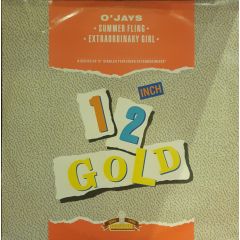 O'JAYS
• SUMMER FLING •
• EXTRAORDINARY GIRL •
12
INCH
GOLD